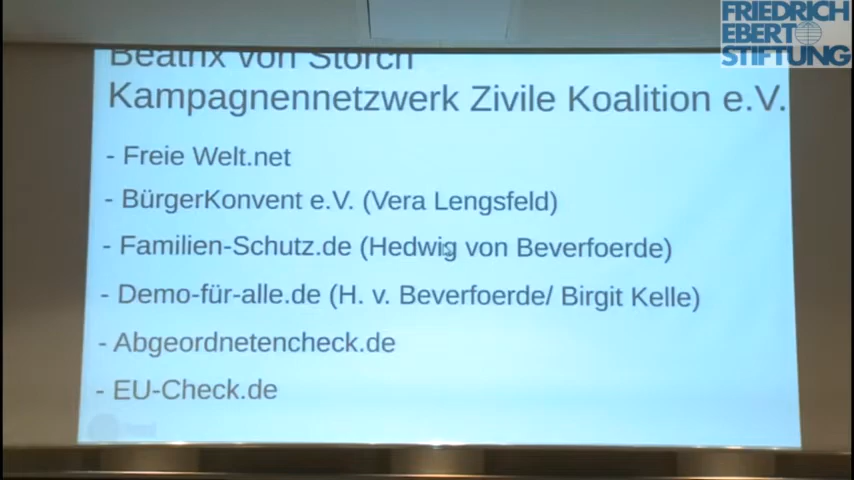 FRIEDRICH
EBERT
STIFTUNG
Beatrix von Storch
Kampagnennetzwerk Zivile Koalition e.V.
- Freie Welt.net
- BürgerKonvent e.V. (Vera Lengsfeld)
- Familien-Schutz.de (Hedwig von Beverfoerde)
- Demo-für-alle.de (H. v. Beverfoerde/ Birgit Kelle)
- Abgeordnetencheck.de
- EU-Check.de